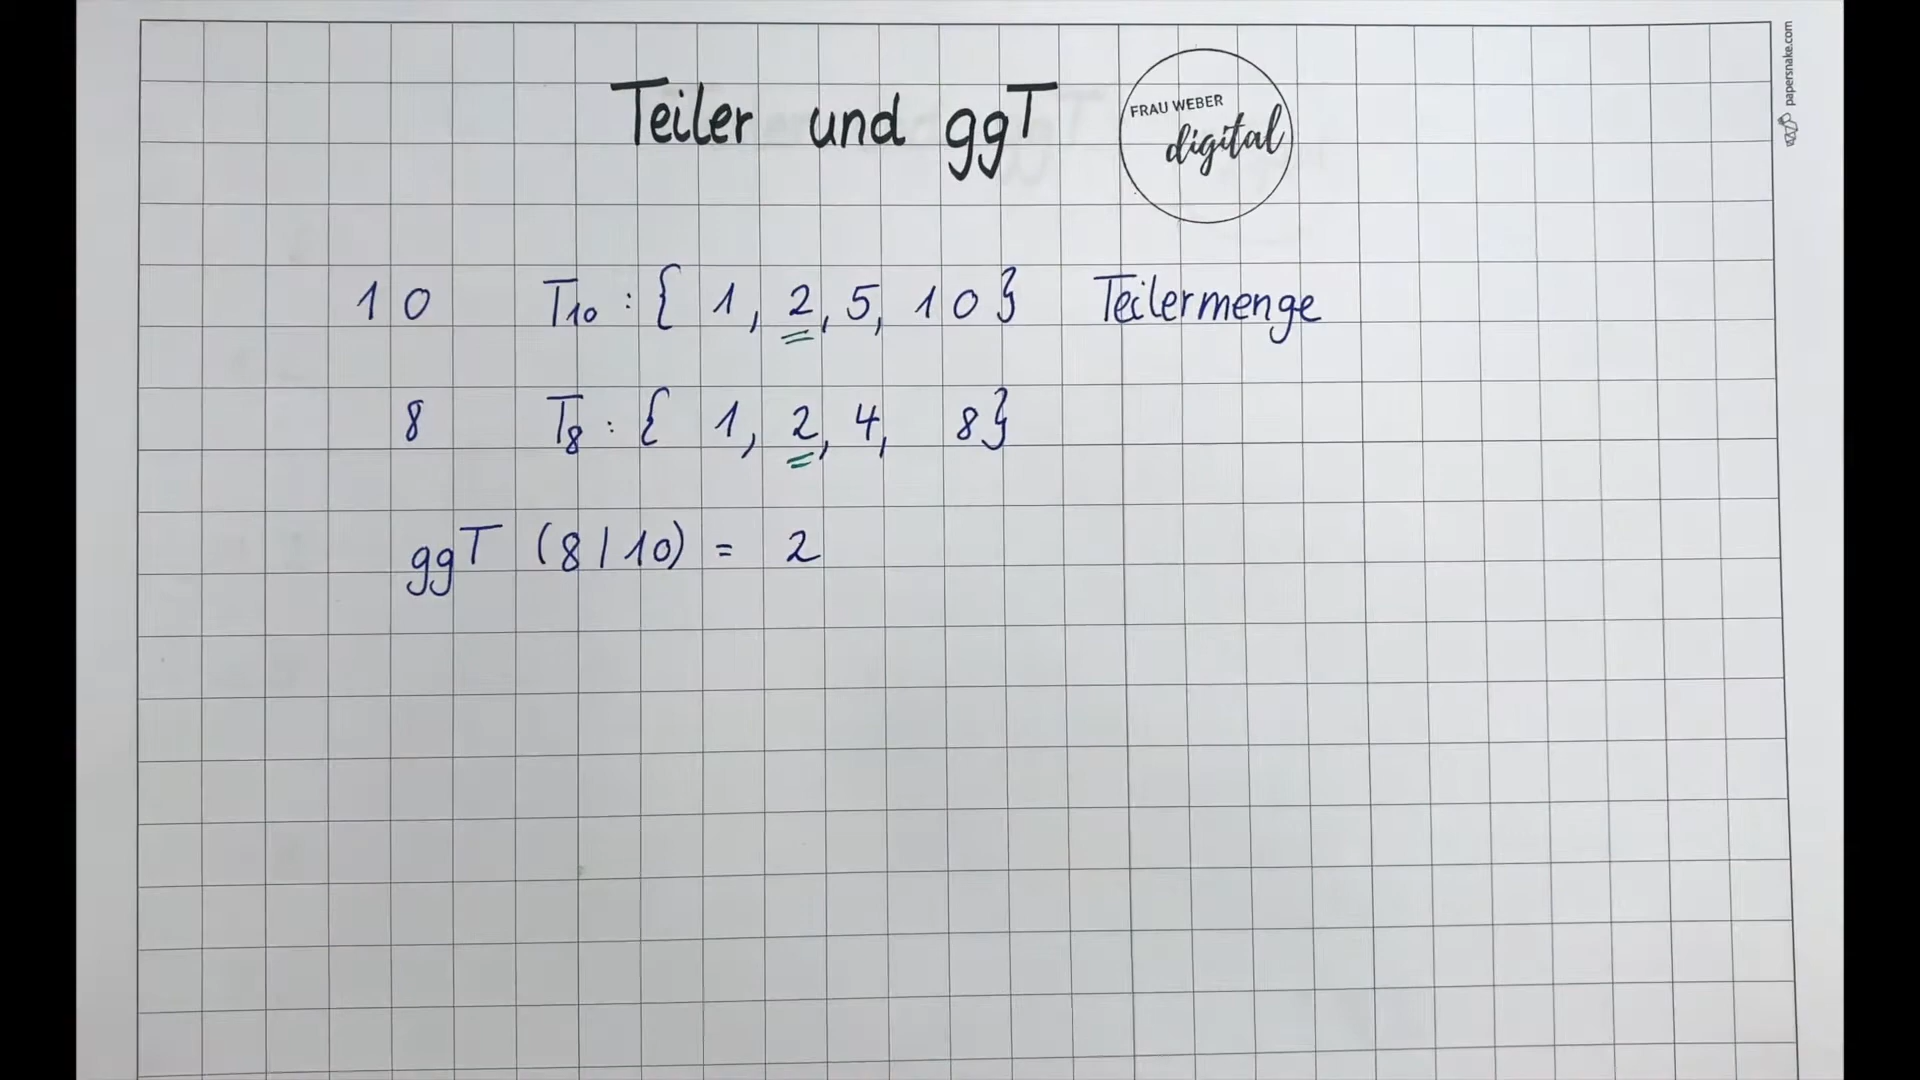 Teiler und ggT
FRAU WEBER
digital
papersnake.com
10 T10 : { 1, 2, 5, 10} Teilermenge
8 T8 : { 1, 2, 4, 8}
ggT (8|10) = 2